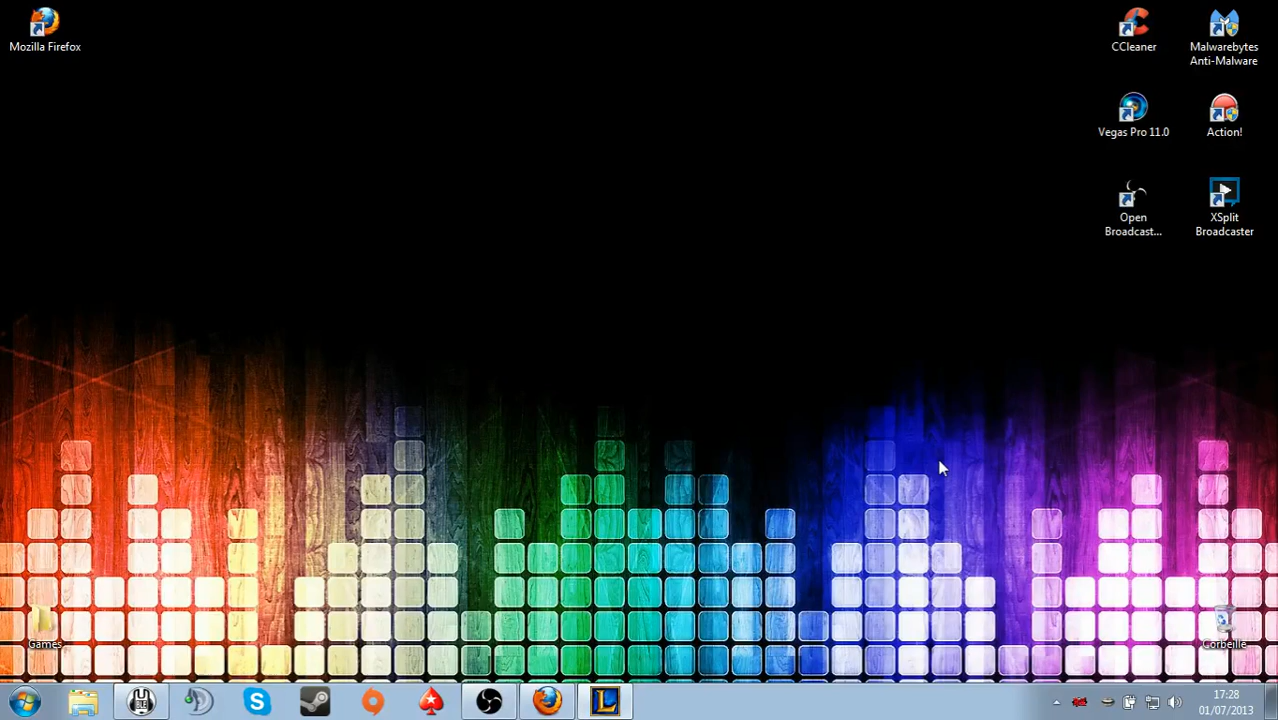 Mozilla Firefox
CCleaner
Malwarebytes
Anti-Malware
Vegas Pro 11.0
Action!
Open
Broadcast...
XSplit
Broadcaster
Games
Corbeille
17:28
01/07/2013